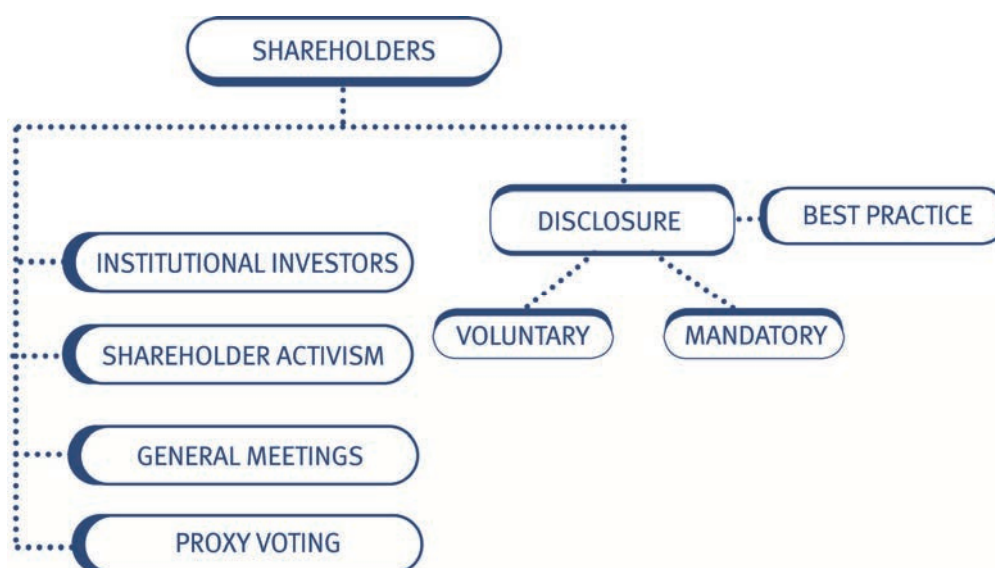 SHAREHOLDERS
DISCLOSURE
BEST PRACTICE
INSTITUTIONAL INVESTORS
VOLUNTARY
MANDATORY
SHAREHOLDER ACTIVISM
GENERAL MEETINGS
PROXY VOTING